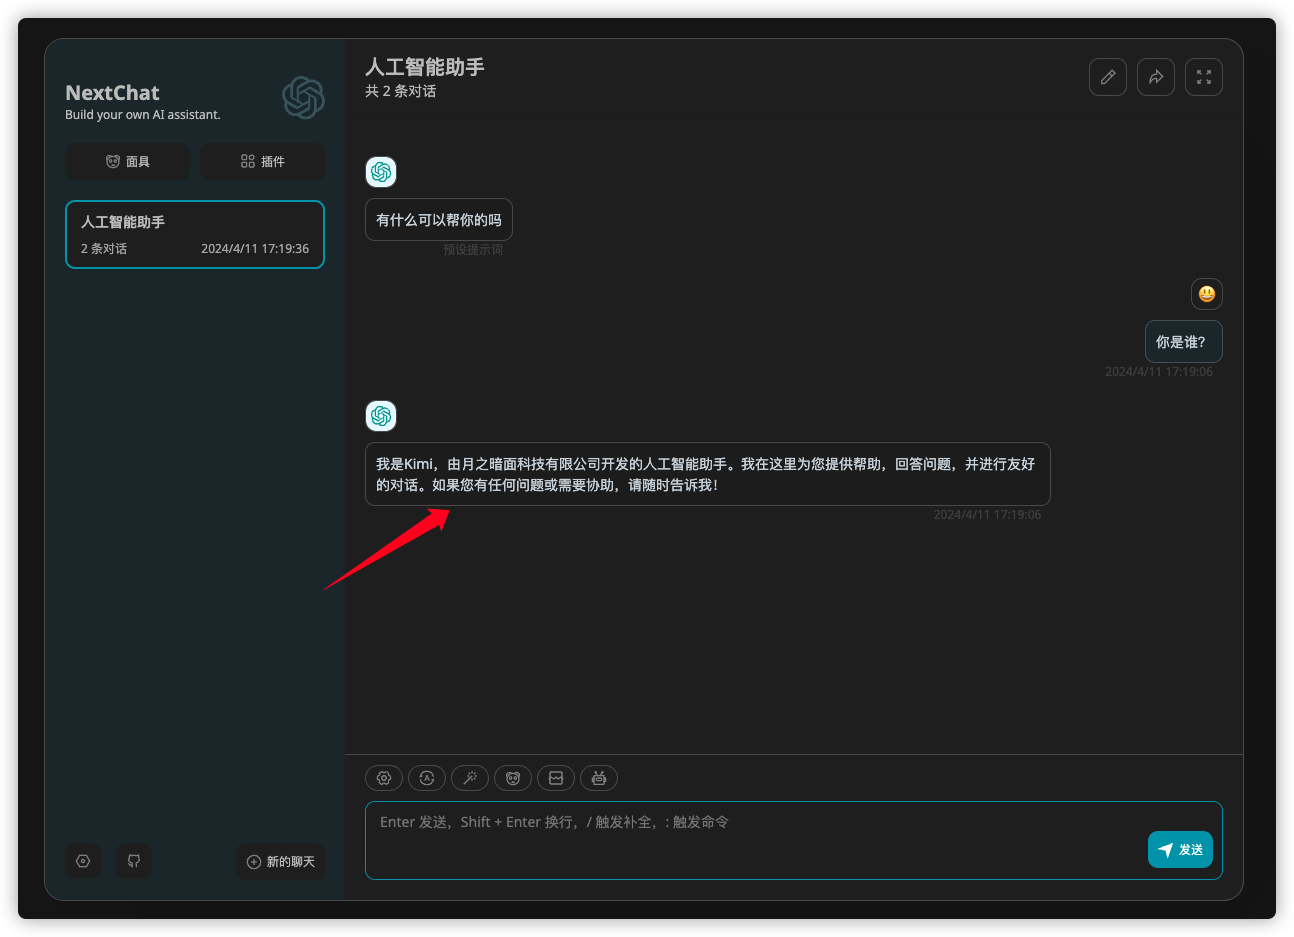 NextChat
Build your own AI assistant.
面具
插件
人工智能助手
2 条对话
2024/4/11 17:19:36
新的聊天
人工智能助手
共 2 条对话
有什么可以帮你的吗
预设提示词
你是谁?
2024/4/11 17:19:06
我是Kimi，由月之暗面科技有限公司开发的人工智能助手。我在这里为您提供帮助，回答问题，并进行友好
的对话。如果您有任何问题或需要协助，请随时告诉我！
2024/4/11 17:19:06
Enter 发送，Shift + Enter 换行，/ 触发补全，: 触发命令
发送